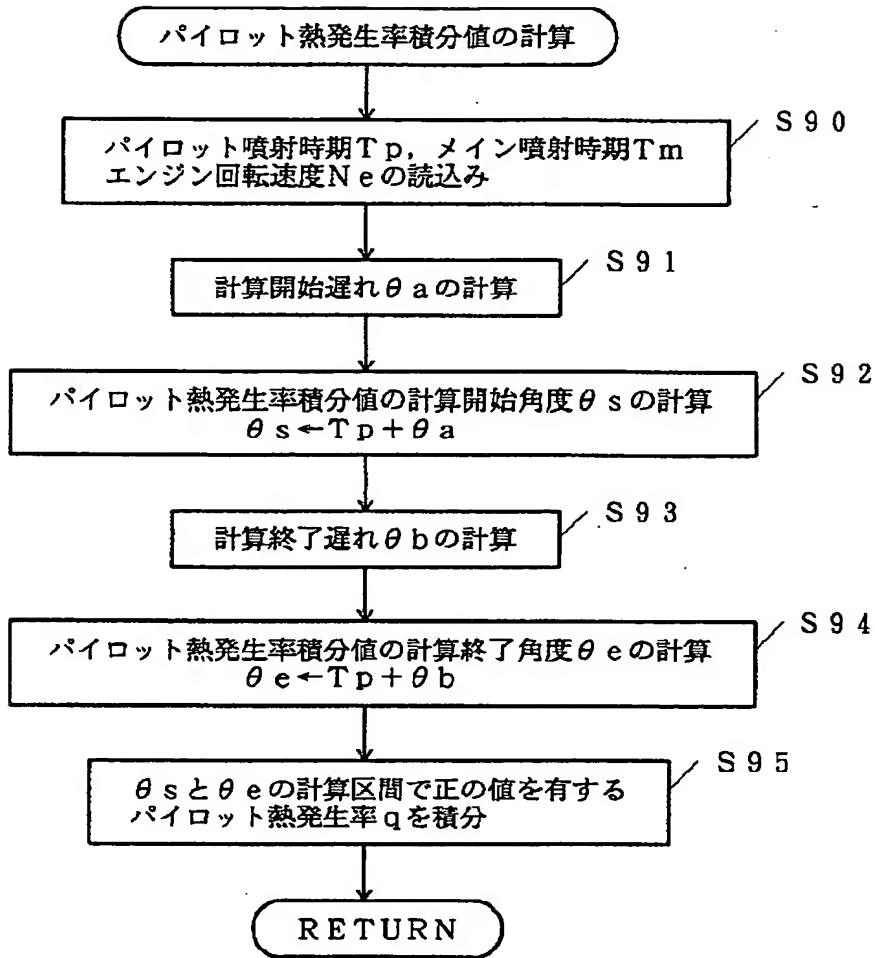 パイロット熱発生率積分値の計算
S90
パイロット噴射時期Tp，メイン噴射時期Tm
エンジン回転速度Neの読込み
S91
計算開始遅れθaの計算
S92
パイロット熱発生率積分値の計算開始角度θsの計算
θs←Tp＋θa
S93
計算終了遅れθbの計算
S94
パイロット熱発生率積分値の計算終了角度θeの計算
θe←Tp＋θb
S95
θsとθeの計算区間で正の値を有する
パイロット熱発生率qを積分
RETURN